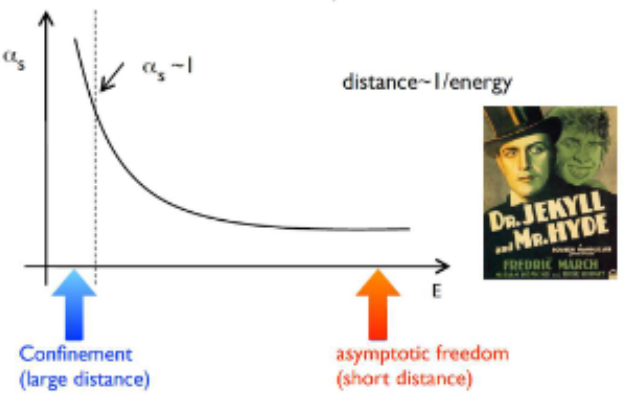 αs
αs ~1
distance~1/energy
DR. JEKYLL
AND MR. HYDE
FREDRIC MARCH
E
Confinement
(large distance)
asymptotic freedom
(short distance)